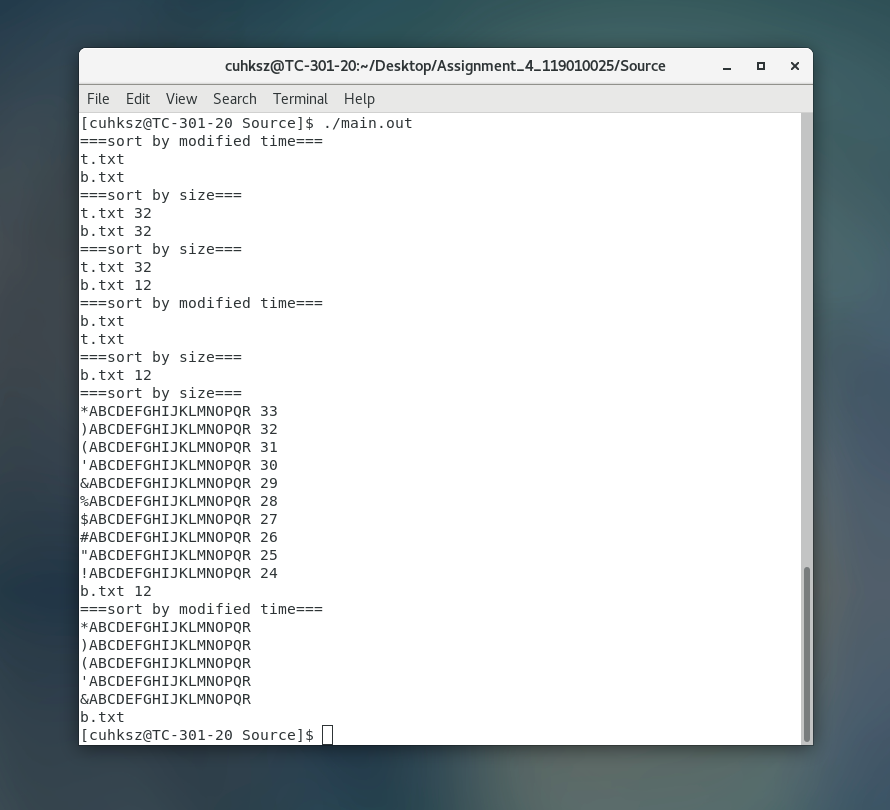 cuhksz@TC-301-20:~/Desktop/Assignment_4_119010025/Source
File Edit View Search Terminal Help
[cuhksz@TC-301-20 Source]$ ./main.out
===sort by modified time===
t.txt
b.txt
===sort by size===
t.txt 32
b.txt 32
===sort by size===
t.txt 32
b.txt 12
===sort by modified time===
b.txt
t.txt
===sort by size===
b.txt 12
===sort by size===
*ABCDEFGHIJKLMNOPQR 33
)ABCDEFGHIJKLMNOPQR 32
(ABCDEFGHIJKLMNOPQR 31
'ABCDEFGHIJKLMNOPQR 30
&ABCDEFGHIJKLMNOPQR 29
%ABCDEFGHIJKLMNOPQR 28
$ABCDEFGHIJKLMNOPQR 27
#ABCDEFGHIJKLMNOPQR 26
"ABCDEFGHIJKLMNOPQR 25
!ABCDEFGHIJKLMNOPQR 24
b.txt 12
===sort by modified time===
*ABCDEFGHIJKLMNOPQR
)ABCDEFGHIJKLMNOPQR
(ABCDEFGHIJKLMNOPQR
'ABCDEFGHIJKLMNOPQR
&ABCDEFGHIJKLMNOPQR
b.txt
[cuhksz@TC-301-20 Source]$